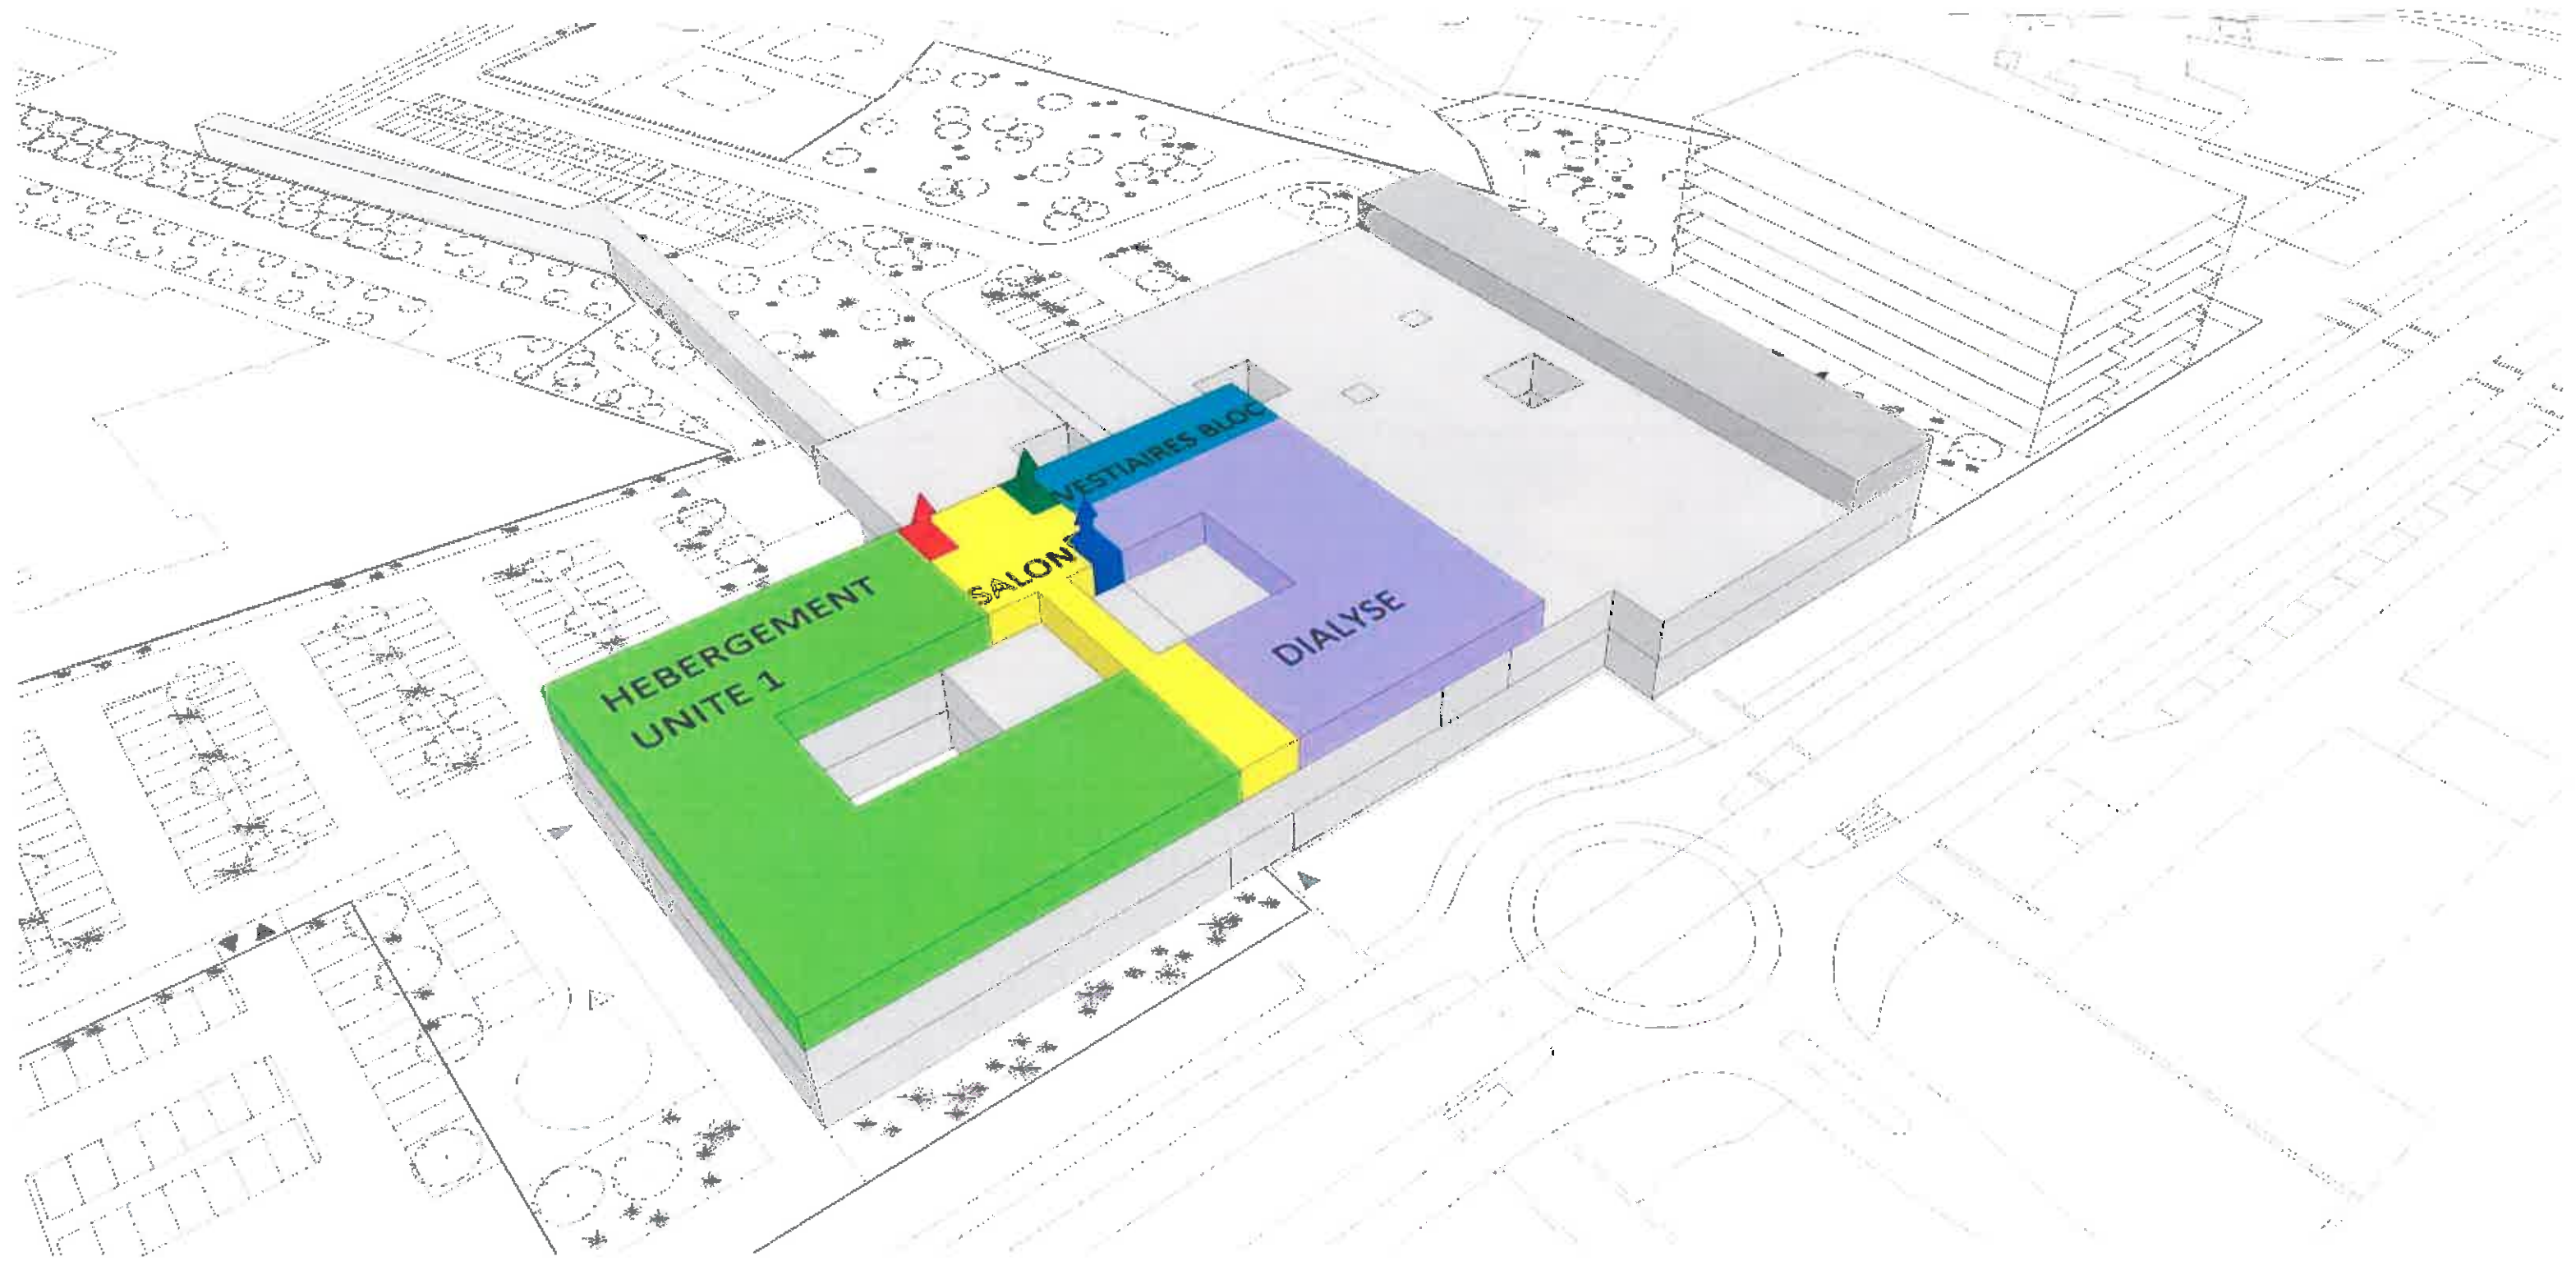 VESTIAIRES BLOC
SALON
HEBERGEMENT
UNITE 1
DIALYSE